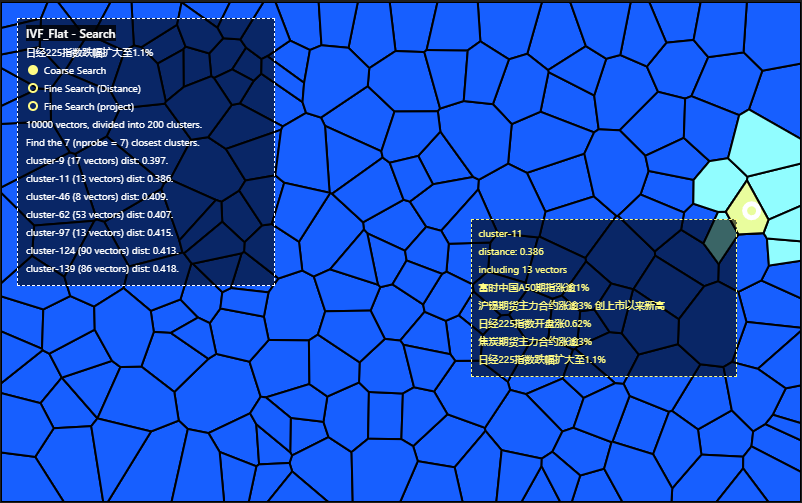 IVF_Flat - Search
日经225指数跌幅扩大至1.1%
Coarse Search
Fine Search (Distance)
Fine Search (project)
10000 vectors, divided into 200 clusters.
Find the 7 (nprobe = 7) closest clusters.
cluster-9 (17 vectors) dist: 0.397.
cluster-11 (13 vectors) dist: 0.386.
cluster-46 (8 vectors) dist: 0.409.
cluster-62 (53 vectors) dist: 0.407.
cluster-97 (13 vectors) dist: 0.415.
cluster-124 (90 vectors) dist: 0.413.
cluster-139 (86 vectors) dist: 0.418.
cluster-11
distance: 0.386
including 13 vectors
富时中国A50期指涨逾1%
沪锡期货主力合约涨逾3% 创上市以来新高
日经225指数开盘涨0.62%
焦炭期货主力合约涨逾3%
日经225指数跌幅扩大至1.1%